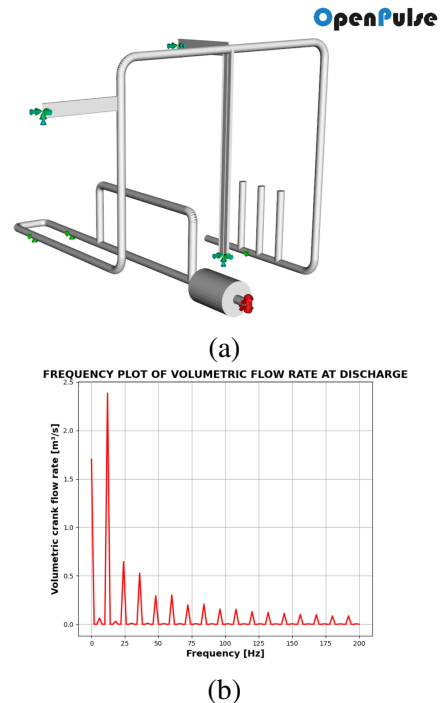 OpenPulse
(a)
FREQUENCY PLOT OF VOLUMETRIC FLOW RATE AT DISCHARGE
Volumetric crank flow rate [m³/s]
2.5
2.0
1.5
1.0
0.5
0.0
0 25 50 75 100 125 150 175 200
Frequency [Hz]
(b)